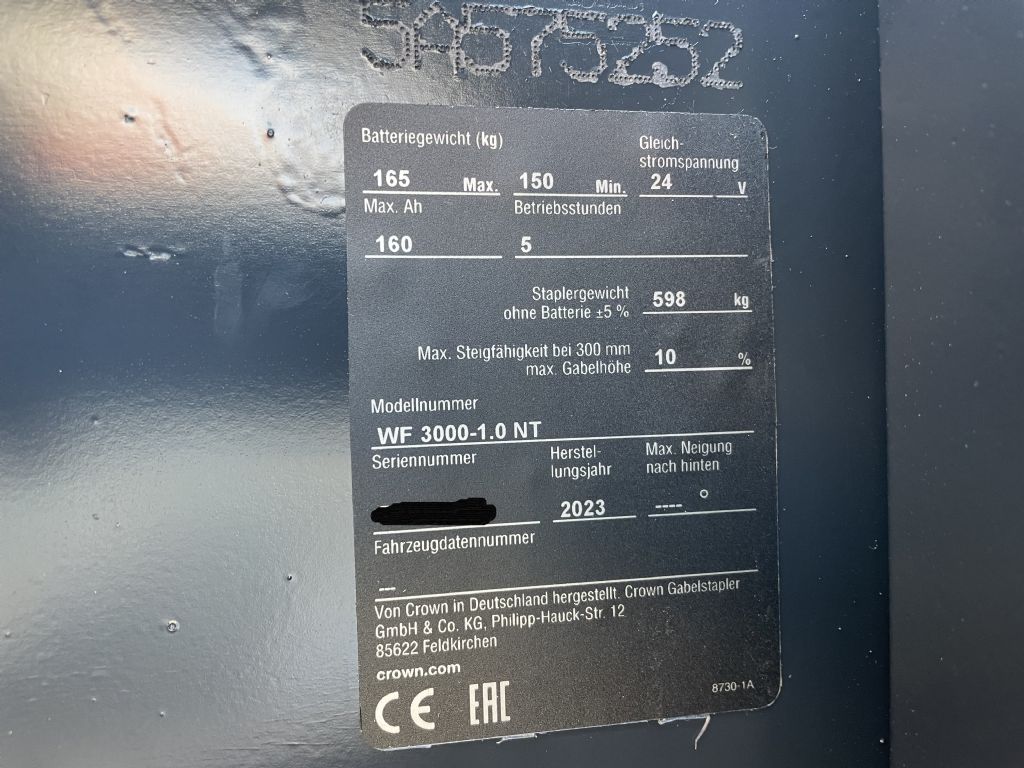 5A675252
Batteriegewicht (kg)
Gleich-
stromspannung
165 Max. 150 Min. 24 V
Max. Ah Betriebsstunden
160 5
Staplergewicht
ohne Batterie ±5 % 598 kg
Max. Steigfähigkeit bei 300 mm
max. Gabelhöhe 10 %
Modellnummer
WF 3000-1.0 NT
Seriennummer Herstel-
lungsjahr Max. Neigung
nach hinten
2023 ---- °
Fahrzeugdatennummer
--
Von Crown in Deutschland hergestellt. Crown Gabelstapler
GmbH & Co. KG, Philipp-Hauck-Str. 12
85622 Feldkirchen
crown.com
CE EAC 8730-1A